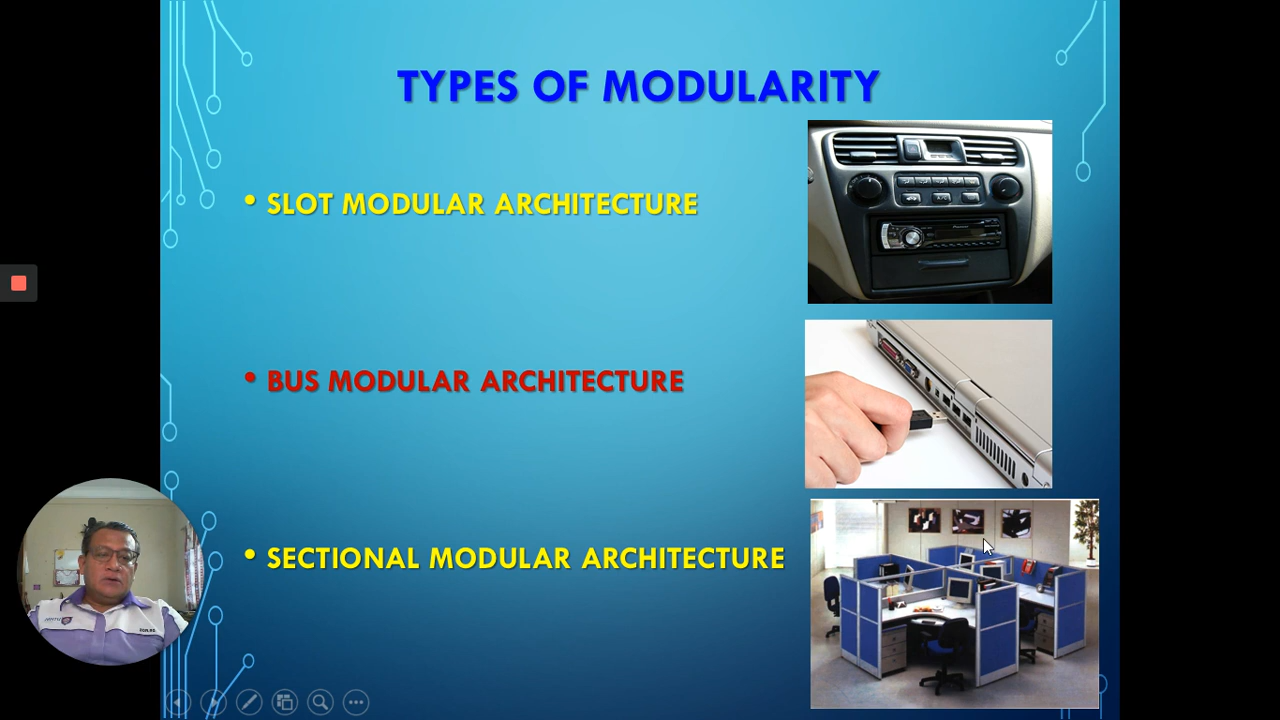 TYPES OF MODULARITY
• SLOT MODULAR ARCHITECTURE
• BUS MODULAR ARCHITECTURE
• SECTIONAL MODULAR ARCHITECTURE